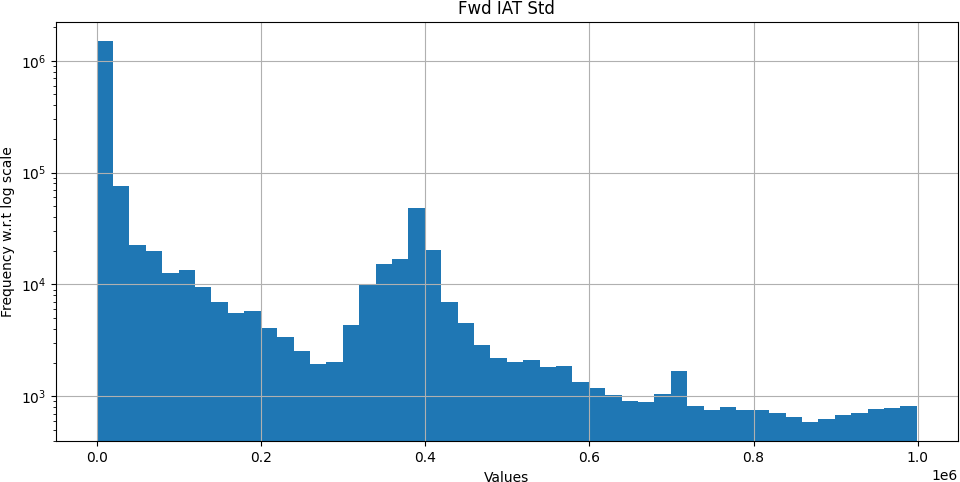 Fwd IAT Std
Frequency w.r.t log scale
10⁶
10⁵
10⁴
10³
0.0 0.2 0.4 0.6 0.8 1.0
1e6
Values